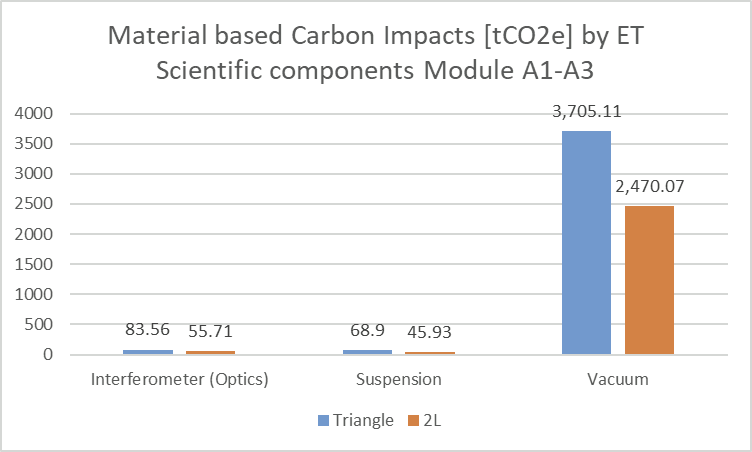 Material based Carbon Impacts [tCO2e] by ET
Scientific components Module A1-A3
4000
3500
3000
2500
2000
1500
1000
500
0
83.56
55.71
68.9
45.93
3,705.11
2,470.07
Interferometer (Optics)
Suspension
Vacuum
Triangle
2L